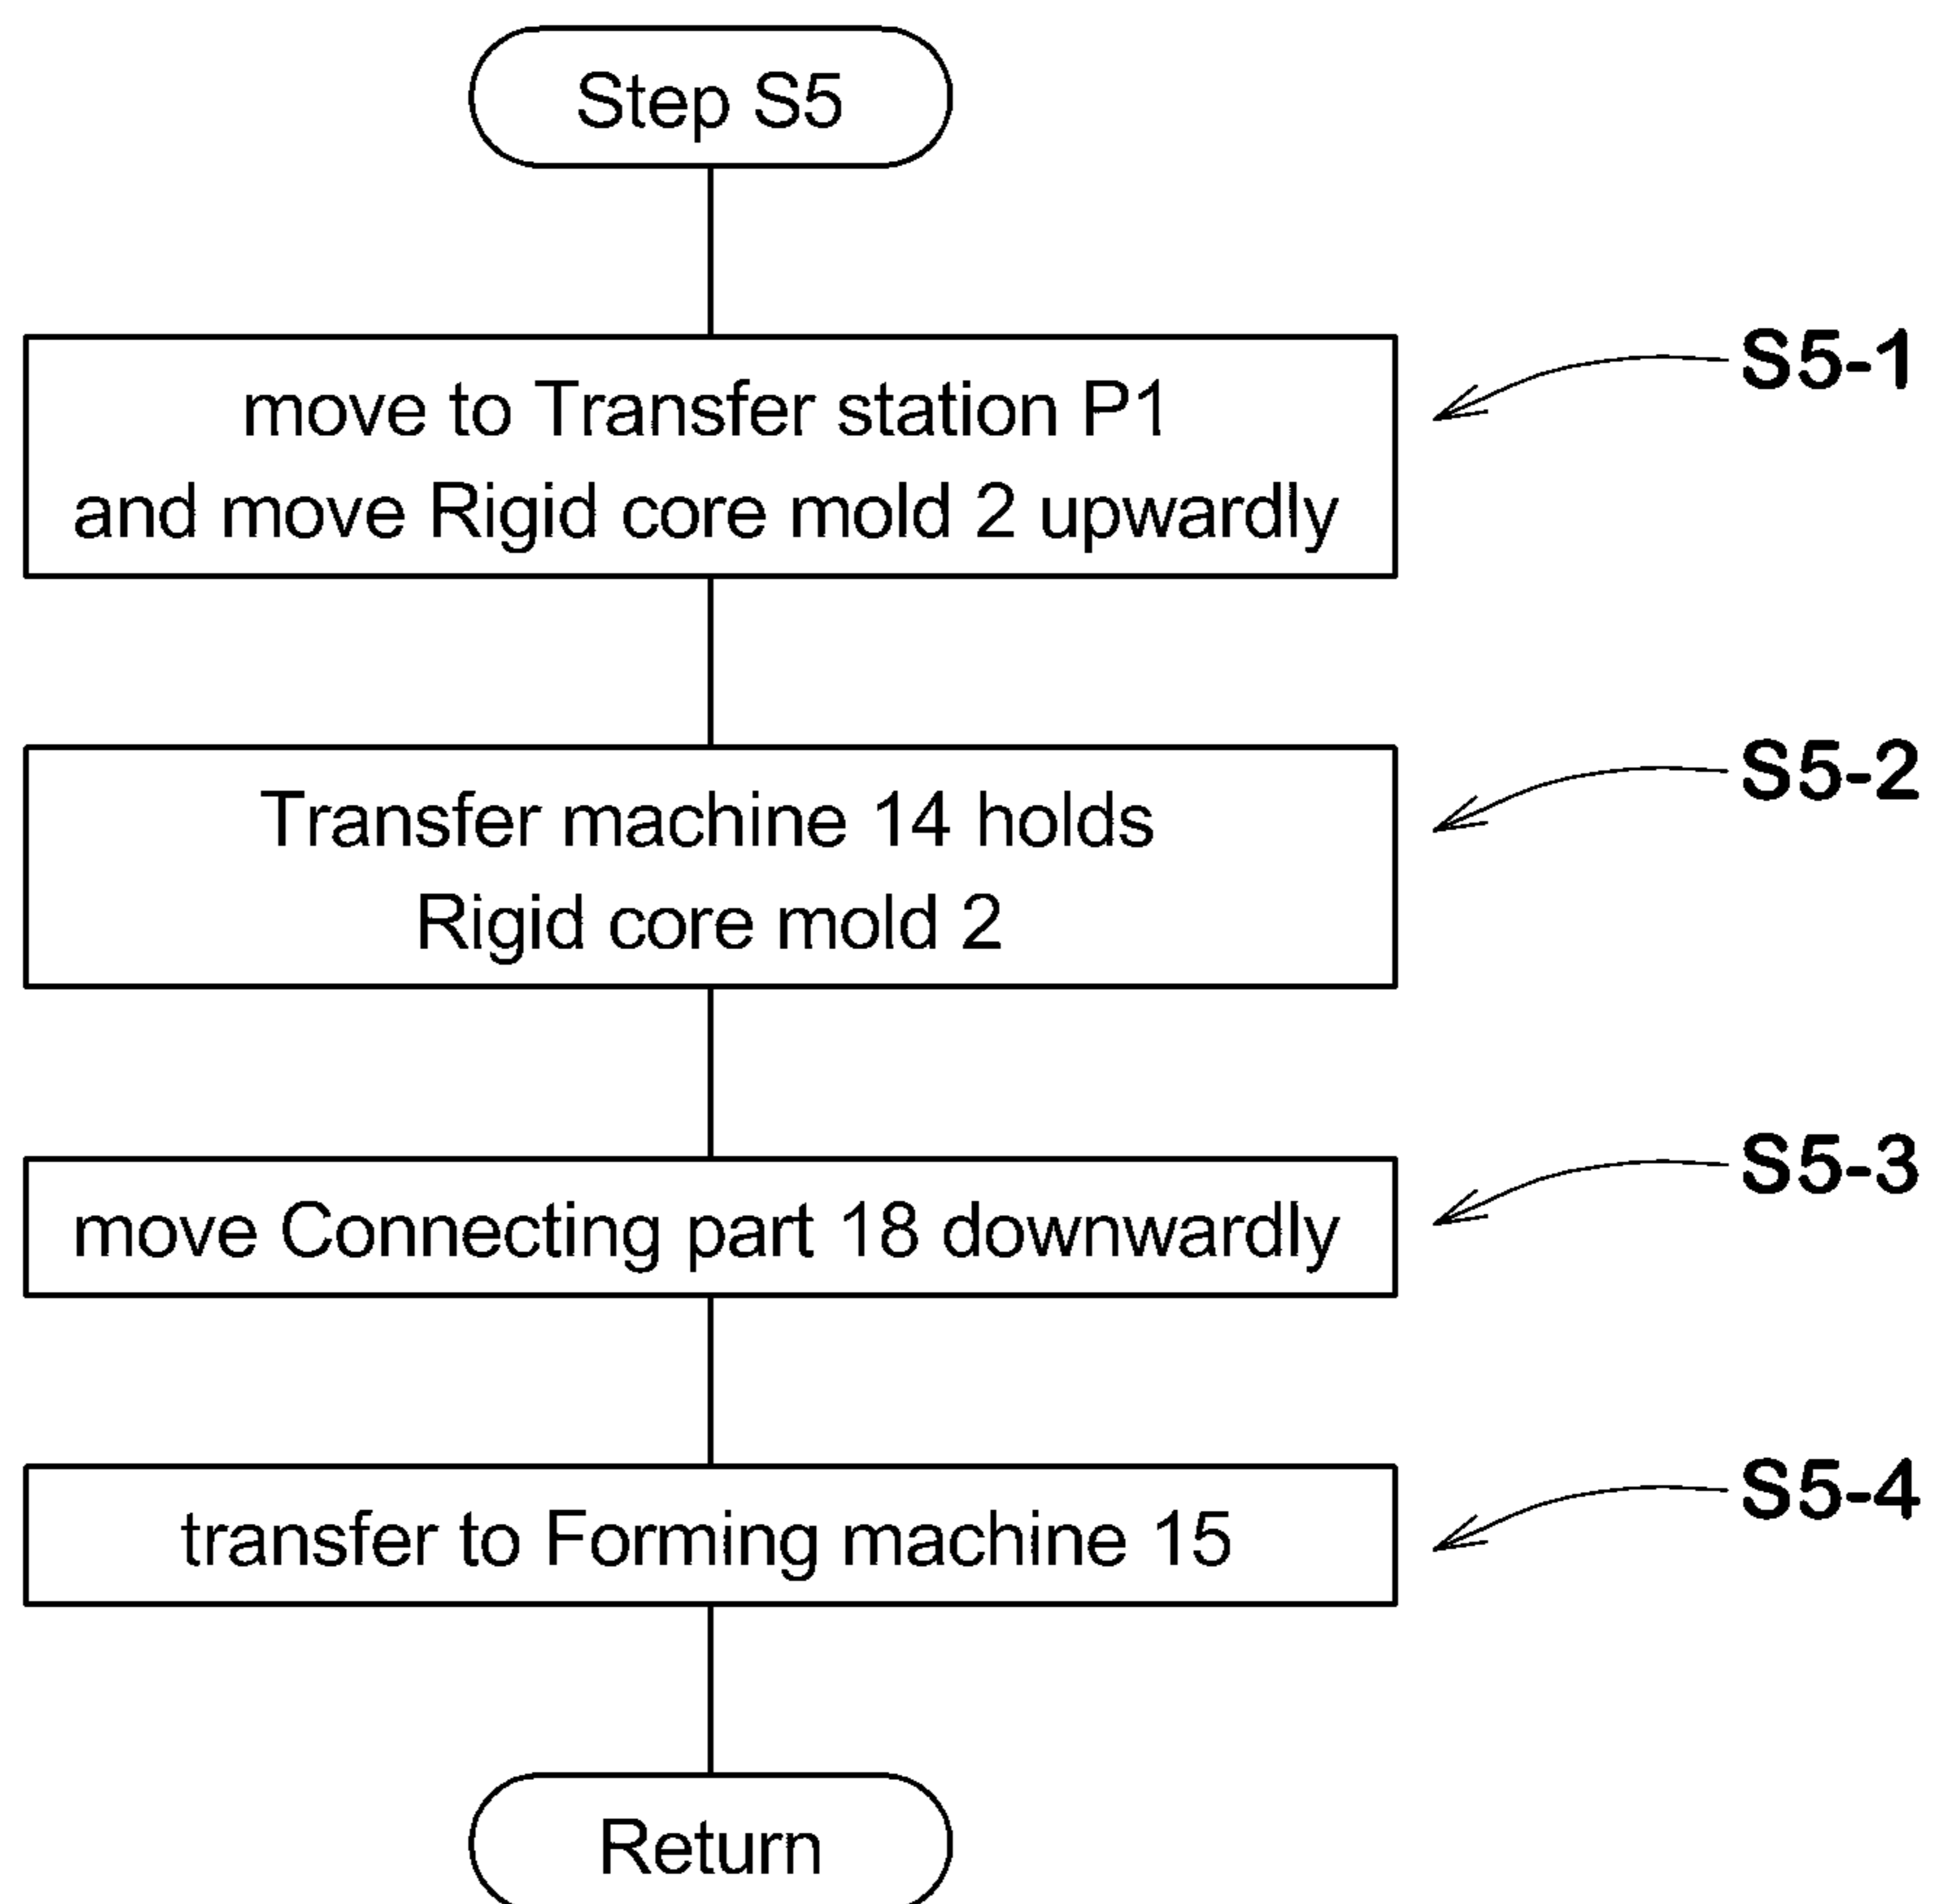 Step S5
move to Transfer station P1
and move Rigid core mold 2 upwardly
S5-1
Transfer machine 14 holds
Rigid core mold 2
S5-2
move Connecting part 18 downwardly
S5-3
transfer to Forming machine 15
S5-4
Return